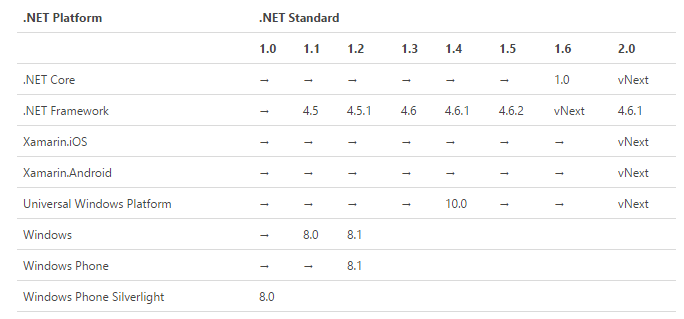 .NET Platform .NET Standard
1.0 1.1 1.2 1.3 1.4 1.5 1.6 2.0
.NET Core → → → → → → 1.0 vNext
.NET Framework → 4.5 4.5.1 4.6 4.6.1 4.6.2 vNext 4.6.1
Xamarin.iOS → → → → → → → vNext
Xamarin.Android → → → → → → → vNext
Universal Windows Platform → → → → 10.0 → → vNext
Windows → 8.0 8.1
Windows Phone → → 8.1
Windows Phone Silverlight 8.0